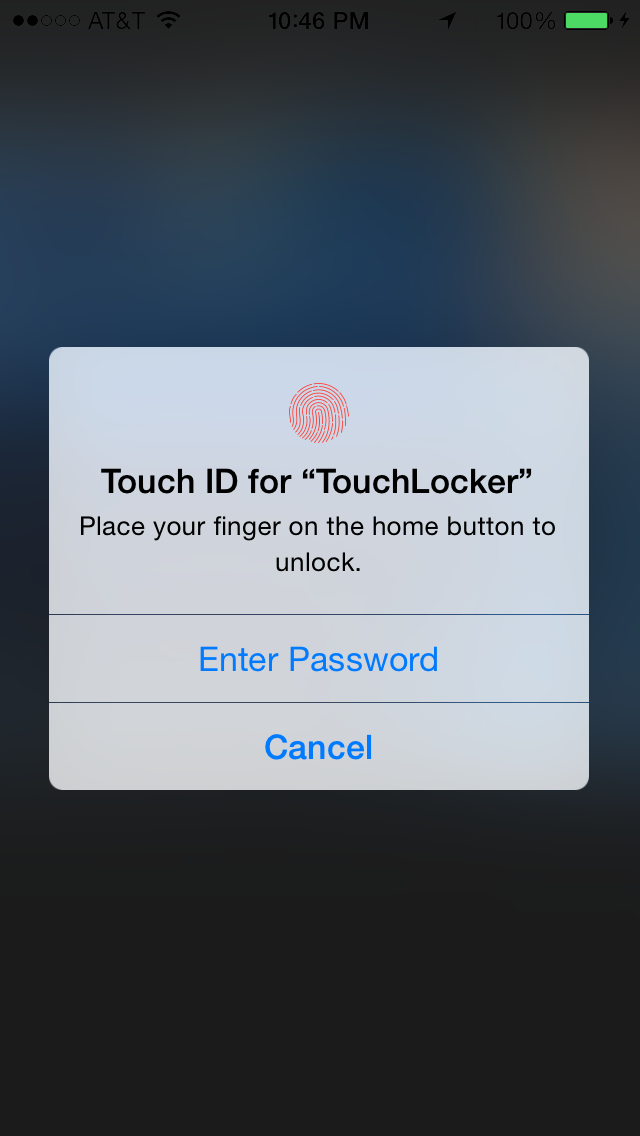 AT&T 10:46 PM 100%
Touch ID for “TouchLocker”
Place your finger on the home button to
unlock.
Enter Password
Cancel